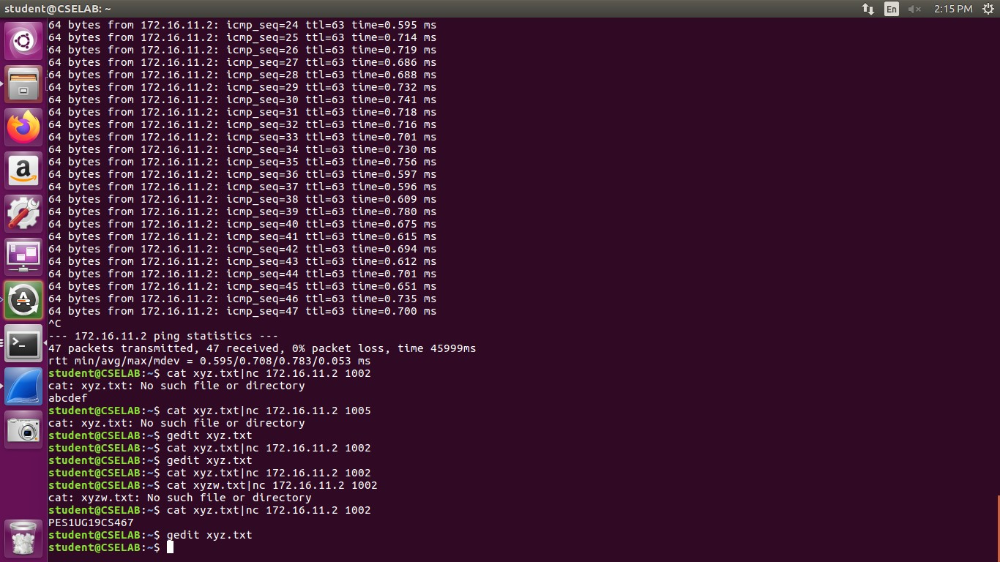 student@CSELAB: ~
En
2:15 PM
64 bytes from 172.16.11.2: icmp_seq=24 ttl=63 time=0.595 ms
64 bytes from 172.16.11.2: icmp_seq=25 ttl=63 time=0.714 ms
64 bytes from 172.16.11.2: icmp_seq=26 ttl=63 time=0.719 ms
64 bytes from 172.16.11.2: icmp_seq=27 ttl=63 time=0.686 ms
64 bytes from 172.16.11.2: icmp_seq=28 ttl=63 time=0.688 ms
64 bytes from 172.16.11.2: icmp_seq=29 ttl=63 time=0.732 ms
64 bytes from 172.16.11.2: icmp_seq=30 ttl=63 time=0.741 ms
64 bytes from 172.16.11.2: icmp_seq=31 ttl=63 time=0.718 ms
64 bytes from 172.16.11.2: icmp_seq=32 ttl=63 time=0.716 ms
64 bytes from 172.16.11.2: icmp_seq=33 ttl=63 time=0.701 ms
64 bytes from 172.16.11.2: icmp_seq=34 ttl=63 time=0.730 ms
64 bytes from 172.16.11.2: icmp_seq=35 ttl=63 time=0.756 ms
64 bytes from 172.16.11.2: icmp_seq=36 ttl=63 time=0.597 ms
64 bytes from 172.16.11.2: icmp_seq=37 ttl=63 time=0.596 ms
64 bytes from 172.16.11.2: icmp_seq=38 ttl=63 time=0.609 ms
64 bytes from 172.16.11.2: icmp_seq=39 ttl=63 time=0.780 ms
64 bytes from 172.16.11.2: icmp_seq=40 ttl=63 time=0.675 ms
64 bytes from 172.16.11.2: icmp_seq=41 ttl=63 time=0.615 ms
64 bytes from 172.16.11.2: icmp_seq=42 ttl=63 time=0.694 ms
64 bytes from 172.16.11.2: icmp_seq=43 ttl=63 time=0.612 ms
64 bytes from 172.16.11.2: icmp_seq=44 ttl=63 time=0.701 ms
64 bytes from 172.16.11.2: icmp_seq=45 ttl=63 time=0.651 ms
64 bytes from 172.16.11.2: icmp_seq=46 ttl=63 time=0.735 ms
64 bytes from 172.16.11.2: icmp_seq=47 ttl=63 time=0.700 ms
^C
--- 172.16.11.2 ping statistics ---
47 packets transmitted, 47 received, 0% packet loss, time 45999ms
rtt min/avg/max/mdev = 0.595/0.708/0.783/0.053 ms
student@CSELAB:~$ cat xyz.txt|nc 172.16.11.2 1002
cat: xyz.txt: No such file or directory
abcdef
student@CSELAB:~$ cat xyz.txt|nc 172.16.11.2 1005
cat: xyz.txt: No such file or directory
student@CSELAB:~$ gedit xyz.txt
student@CSELAB:~$ cat xyz.txt|nc 172.16.11.2 1002
student@CSELAB:~$ gedit xyz.txt
student@CSELAB:~$ cat xyz.txt|nc 172.16.11.2 1002
student@CSELAB:~$ cat xyzw.txt|nc 172.16.11.2 1002
cat: xyzw.txt: No such file or directory
student@CSELAB:~$ cat xyz.txt|nc 172.16.11.2 1002
PES1UG19CS467
student@CSELAB:~$ gedit xyz.txt
student@CSELAB:~$